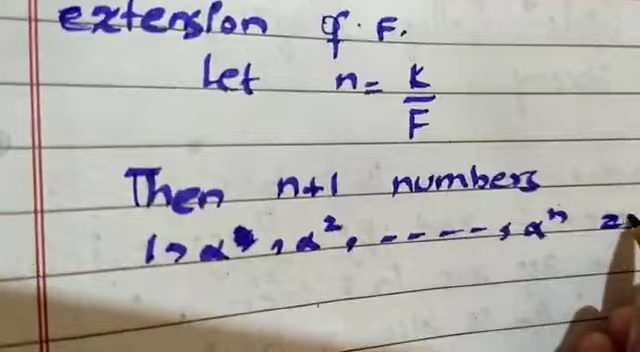 extension of F.
Let n = K/F
Then n+1 numbers
1, α, α², -----, αⁿ